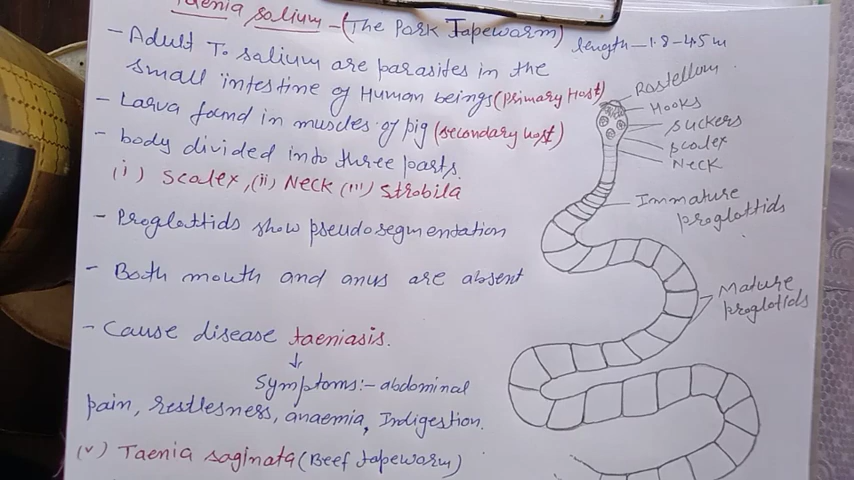 Taenia solium - (The Pork Tapeworm) length - 1.8 - 4.5 m
- Adult T. solium are parasites in the
small intestine of Human beings (primary Host)
- Larva found in muscles of pig (secondary host)
- body divided into three parts.
(i) Scolex, (ii) Neck (iii) Strobila
- Proglottids show pseudosegmentation
- Both mouth and anus are absent
- Cause disease taeniasis.
↓
Symptoms:- abdominal
pain, restlesness, anaemia, Indigestion.
(v) Taenia saginata (Beef tapeworm)
Rostellum
Hooks
Suckers
Scolex
Neck
Immature
proglottids
Mature
proglotids